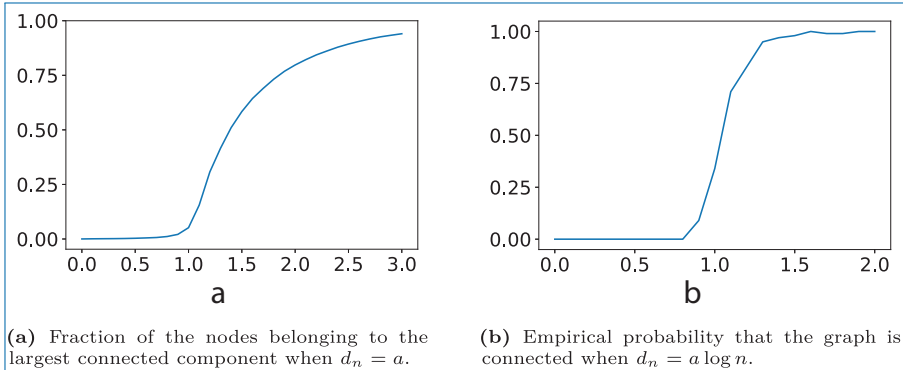 1.00
0.75
0.50
0.25
0.00
0.0 0.5 1.0 1.5 2.0 2.5 3.0
a
(a) Fraction of the nodes belonging to the
largest connected component when dₙ = a.
1.00
0.75
0.50
0.25
0.00
0.0 0.5 1.0 1.5 2.0
b
(b) Empirical probability that the graph is
connected when dₙ = a log n.